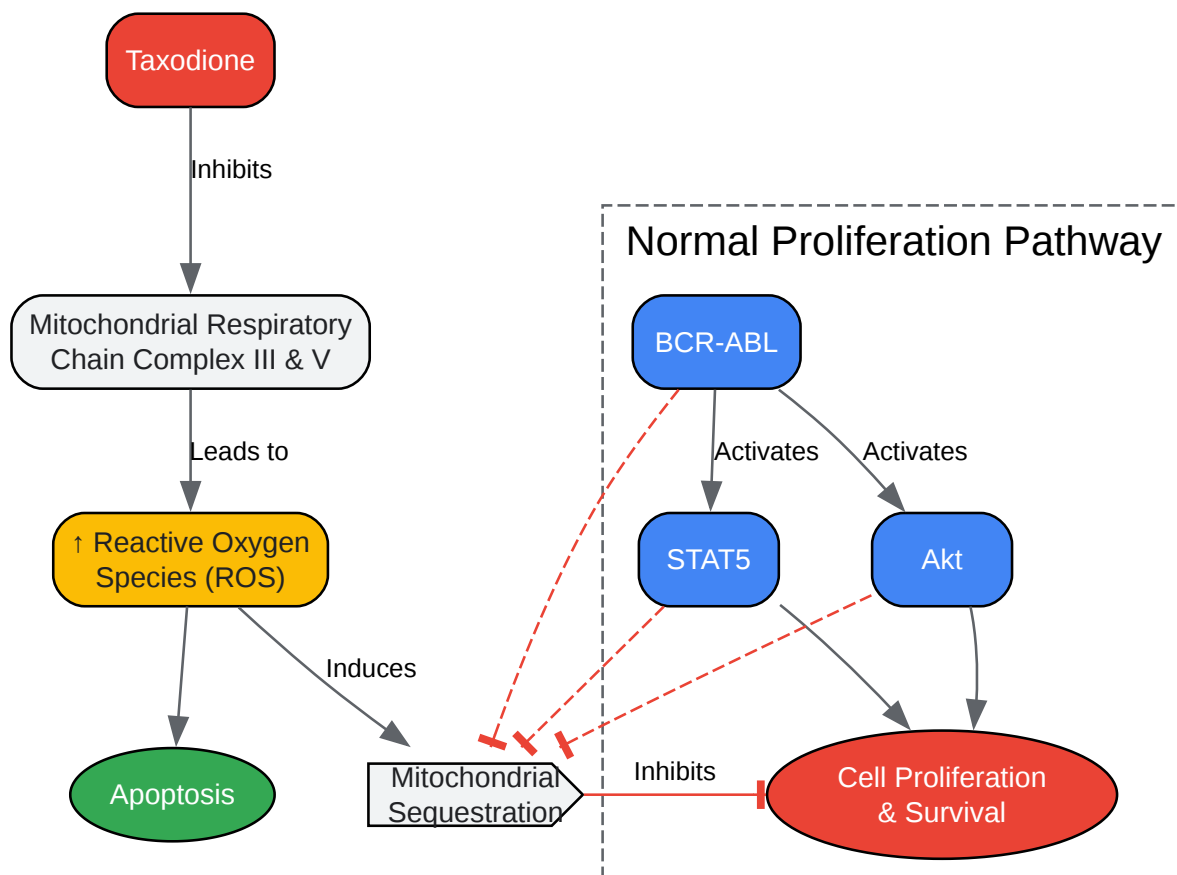 Taxodione
Inhibits
Normal Proliferation Pathway
Mitochondrial Respiratory
Chain Complex III & V
BCR-ABL
Leads to
Activates
Activates
↑ Reactive Oxygen
Species (ROS)
STAT5
Akt
Induces
Apoptosis
Mitochondrial
Sequestration
Inhibits
Cell Proliferation
& Survival